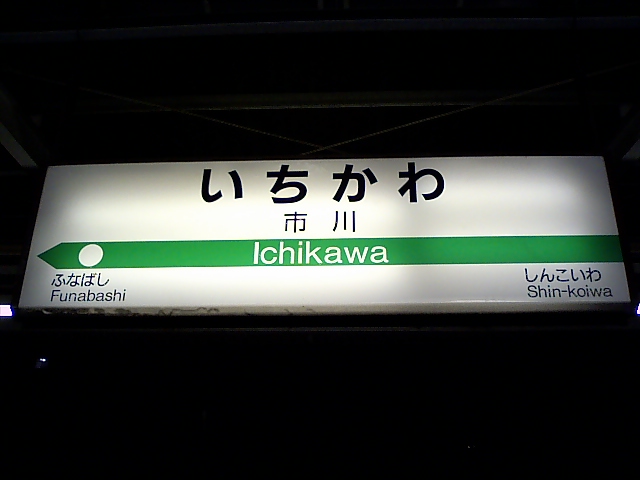 いちかわ
市川
Ichikawa
ふなばし
Funabashi
しんこいわ
Shin-koiwa